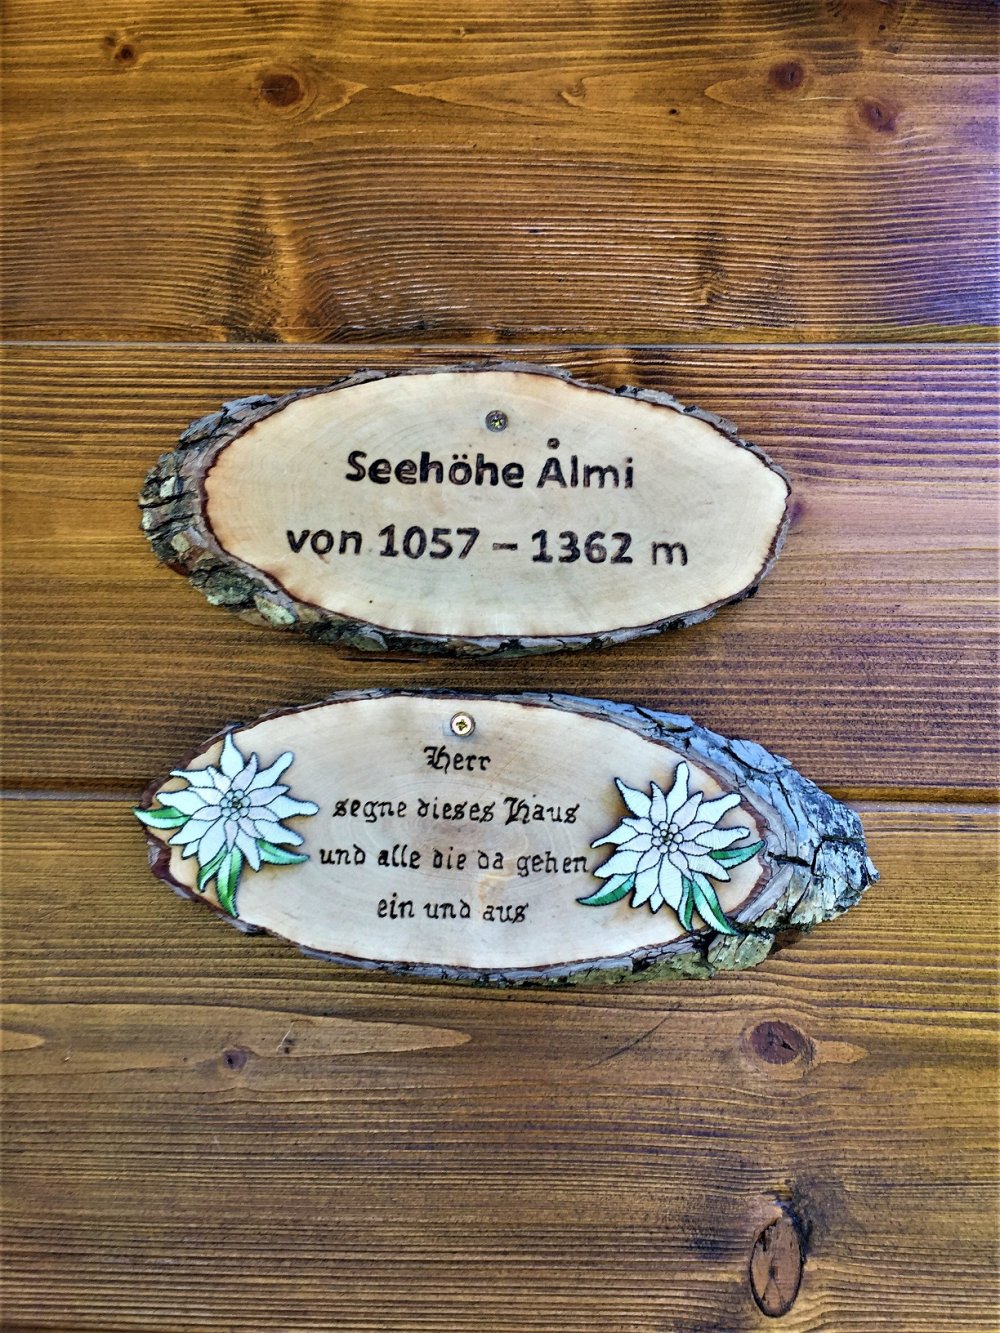 Seehöhe Ålmi
von 1057 – 1362 m
Herr
segne dieses Haus
und alle die da gehen
ein und aus